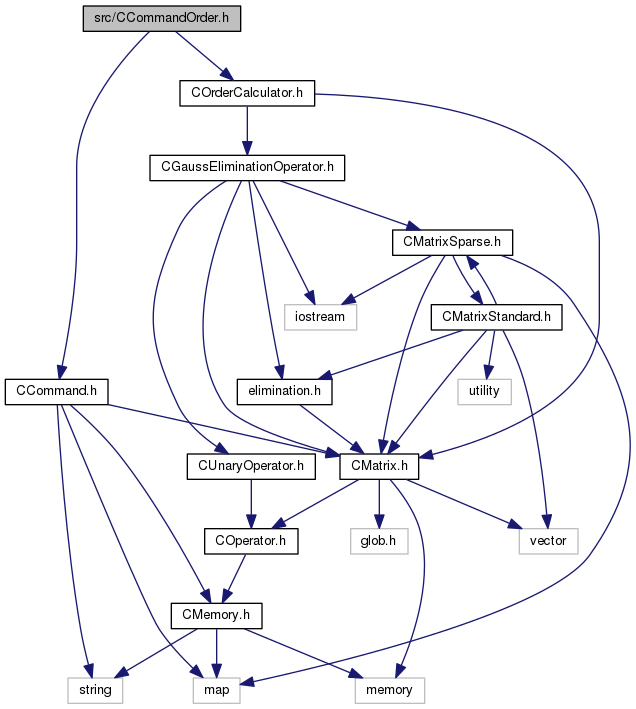 src/CCommandOrder.h
COrderCalculator.h
CGaussEliminationOperator.h
CMatrixSparse.h
iostream
CMatrixStandard.h
CCommand.h
elimination.h
utility
CUnaryOperator.h
CMatrix.h
COperator.h
glob.h
vector
CMemory.h
string
map
memory